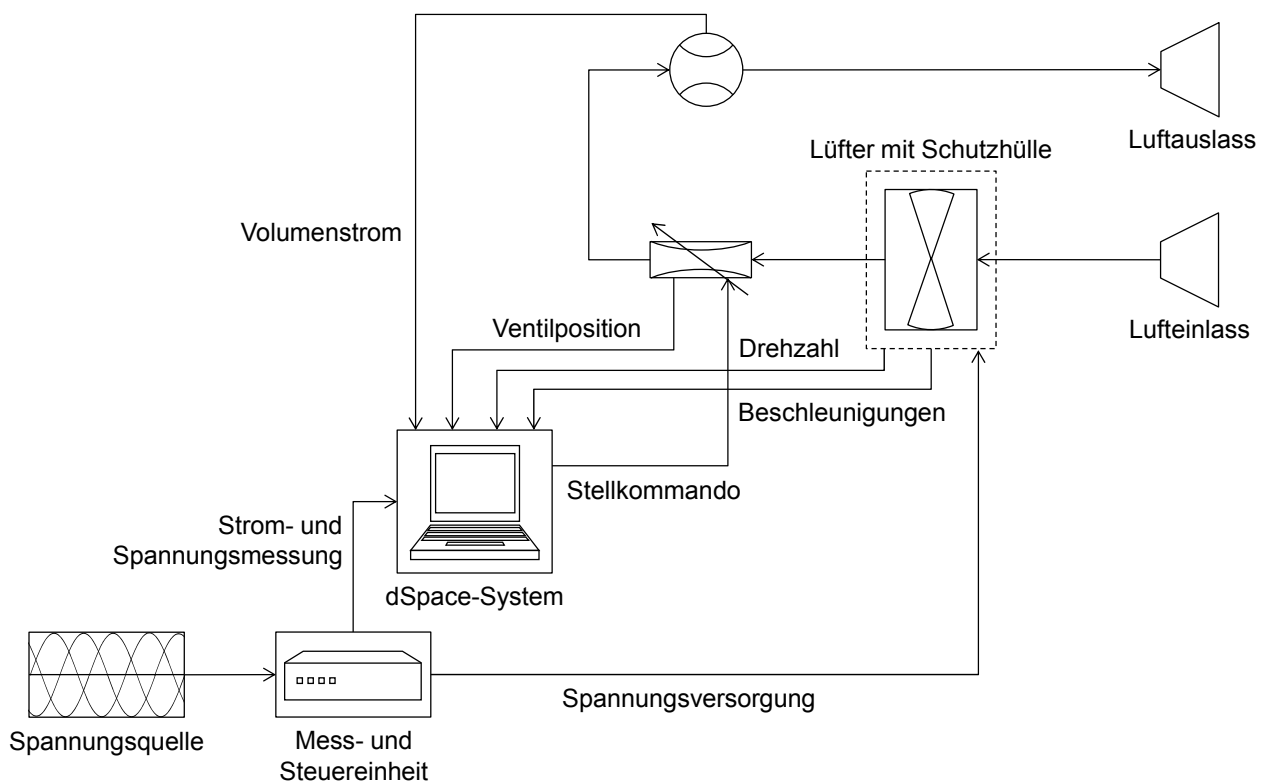 Luftauslass
Lüfter mit Schutzhülle
Volumenstrom
Lufteinlass
Ventilposition
Drehzahl
Beschleunigungen
Stellkommando
Strom- und
Spannungsmessung
dSpace-System
Spannungsversorgung
Spannungsquelle
Mess- und
Steuereinheit